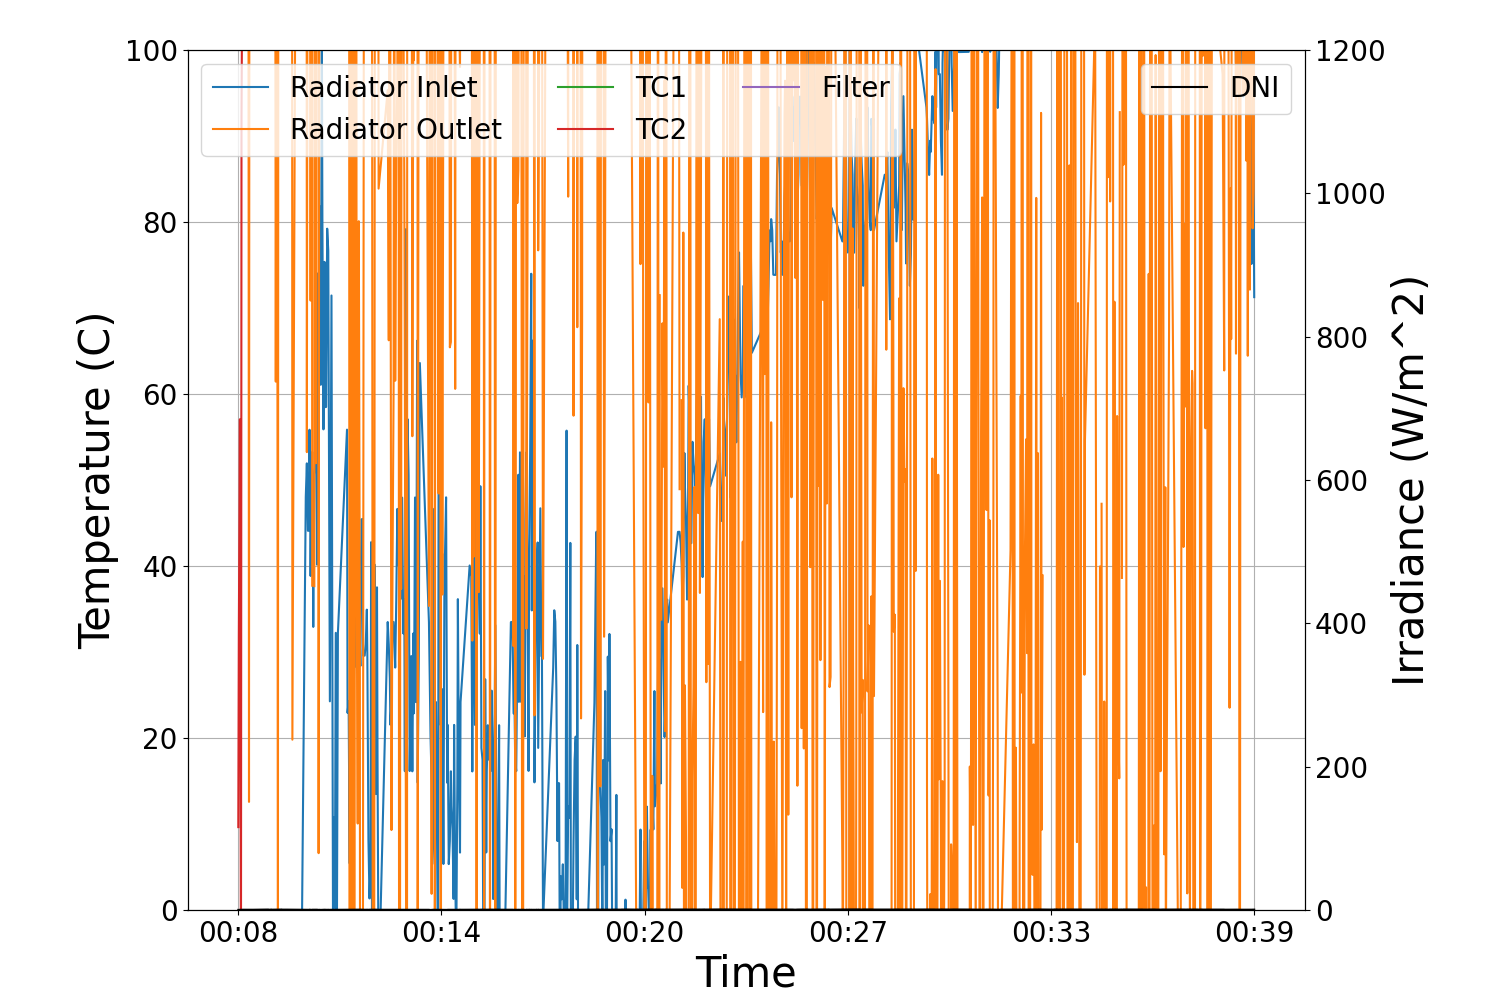 Radiator Inlet
Radiator Outlet
TC1
TC2
Filter
DNI
Temperature (C)
100
80
60
40
20
0
Irradiance (W/m^2)
1200
1000
800
600
400
200
0
00:08 00:14 00:20 00:27 00:33 00:39
Time